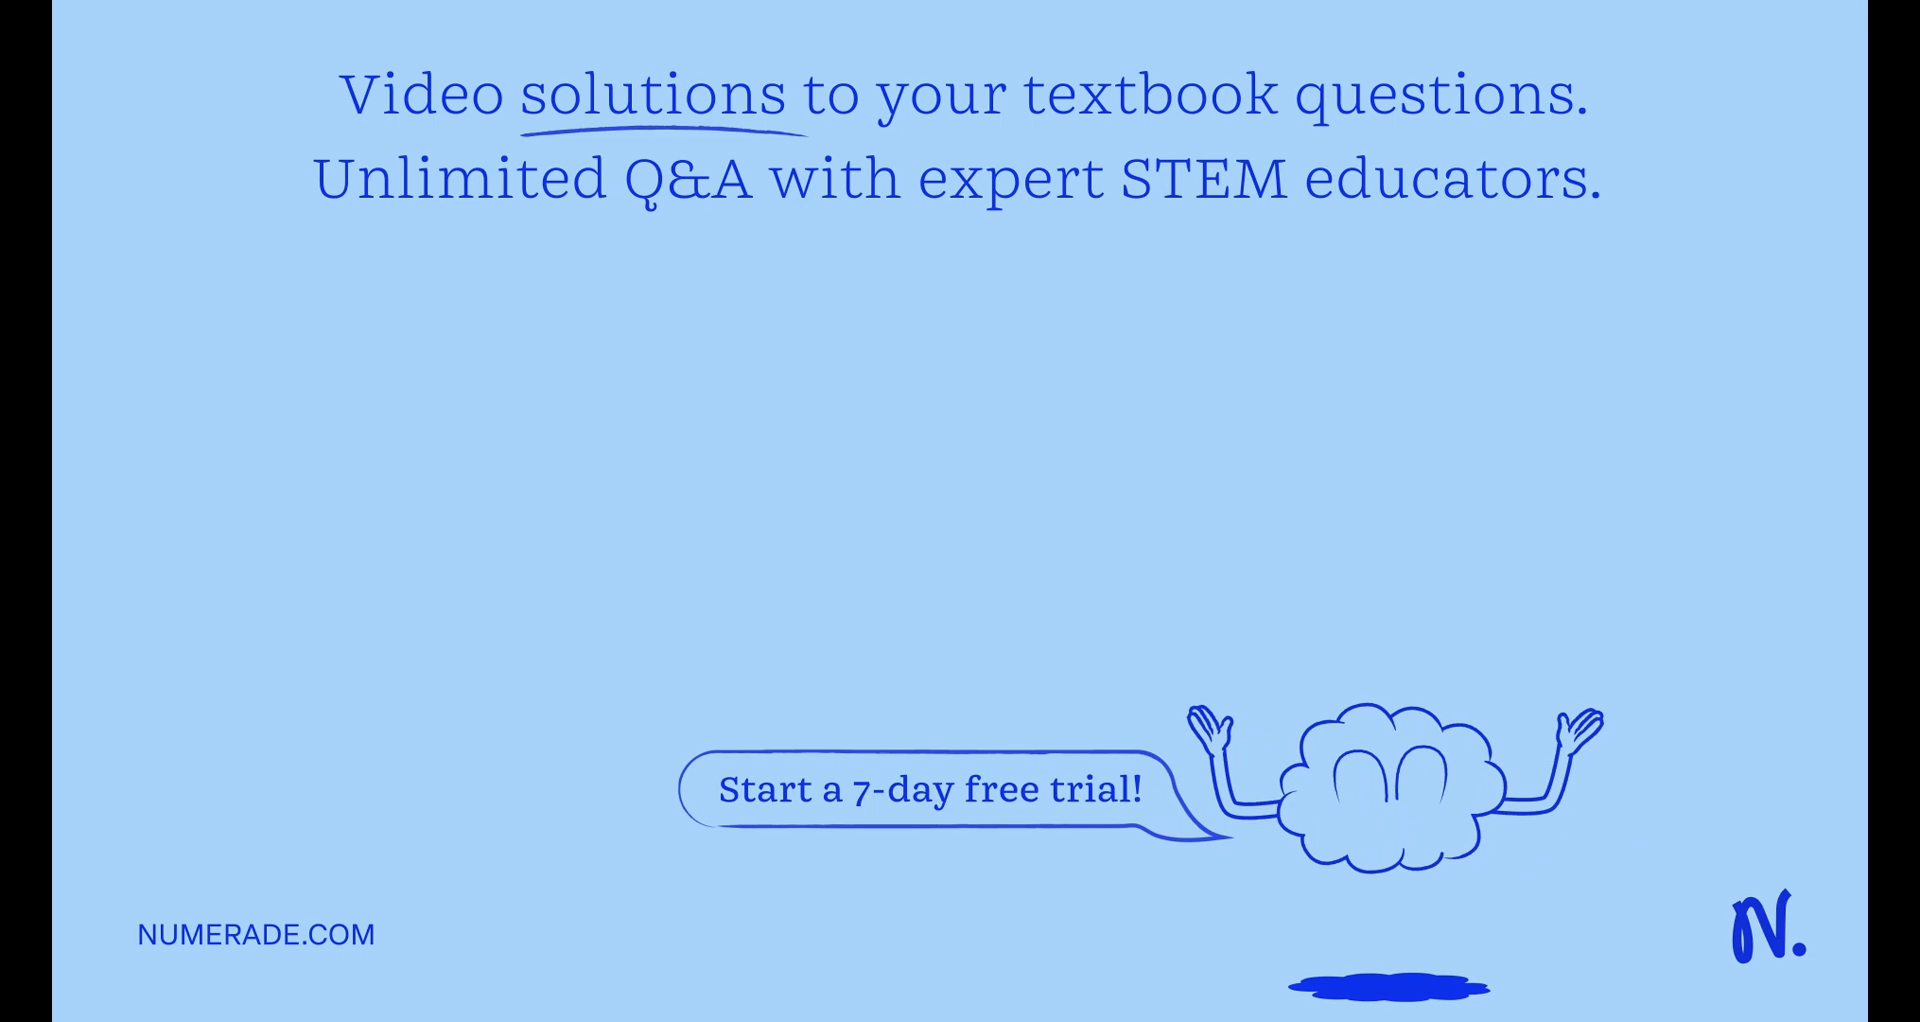 Video solutions to your textbook questions.
Unlimited Q&A with expert STEM educators.
Start a 7-day free trial!
NUMERADE.COM
N.